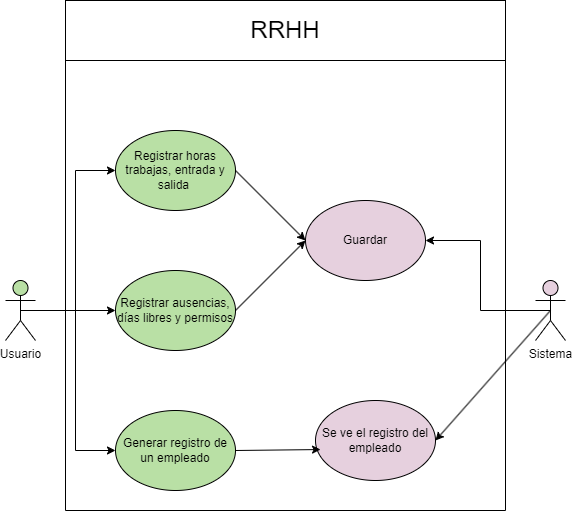 RRHH
Registrar horas
trabajas, entrada y
salida
Guardar
Registrar ausencias,
días libres y permisos
Usuario
Sistema
Generar registro de
un empleado
Se ve el registro del
empleado